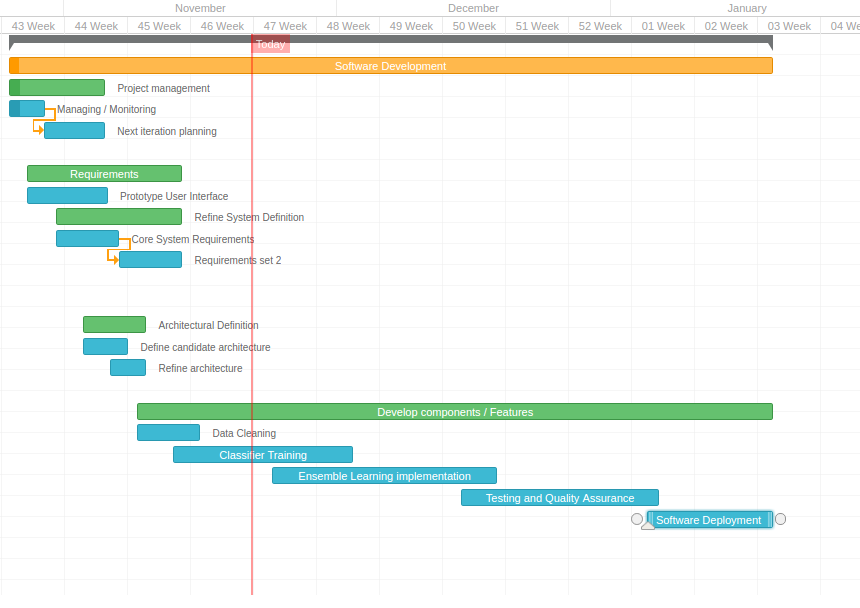 November December January
43 Week 44 Week 45 Week 46 Week 47 Week 48 Week 49 Week 50 Week 51 Week 52 Week 01 Week 02 Week 03 Week 04 We
Today
Software Development
Project management
Managing / Monitoring
Next iteration planning
Requirements
Prototype User Interface
Refine System Definition
Core System Requirements
Requirements set 2
Architectural Definition
Define candidate architecture
Refine architecture
Develop components / Features
Data Cleaning
Classifier Training
Ensemble Learning implementation
Testing and Quality Assurance
Software Deployment